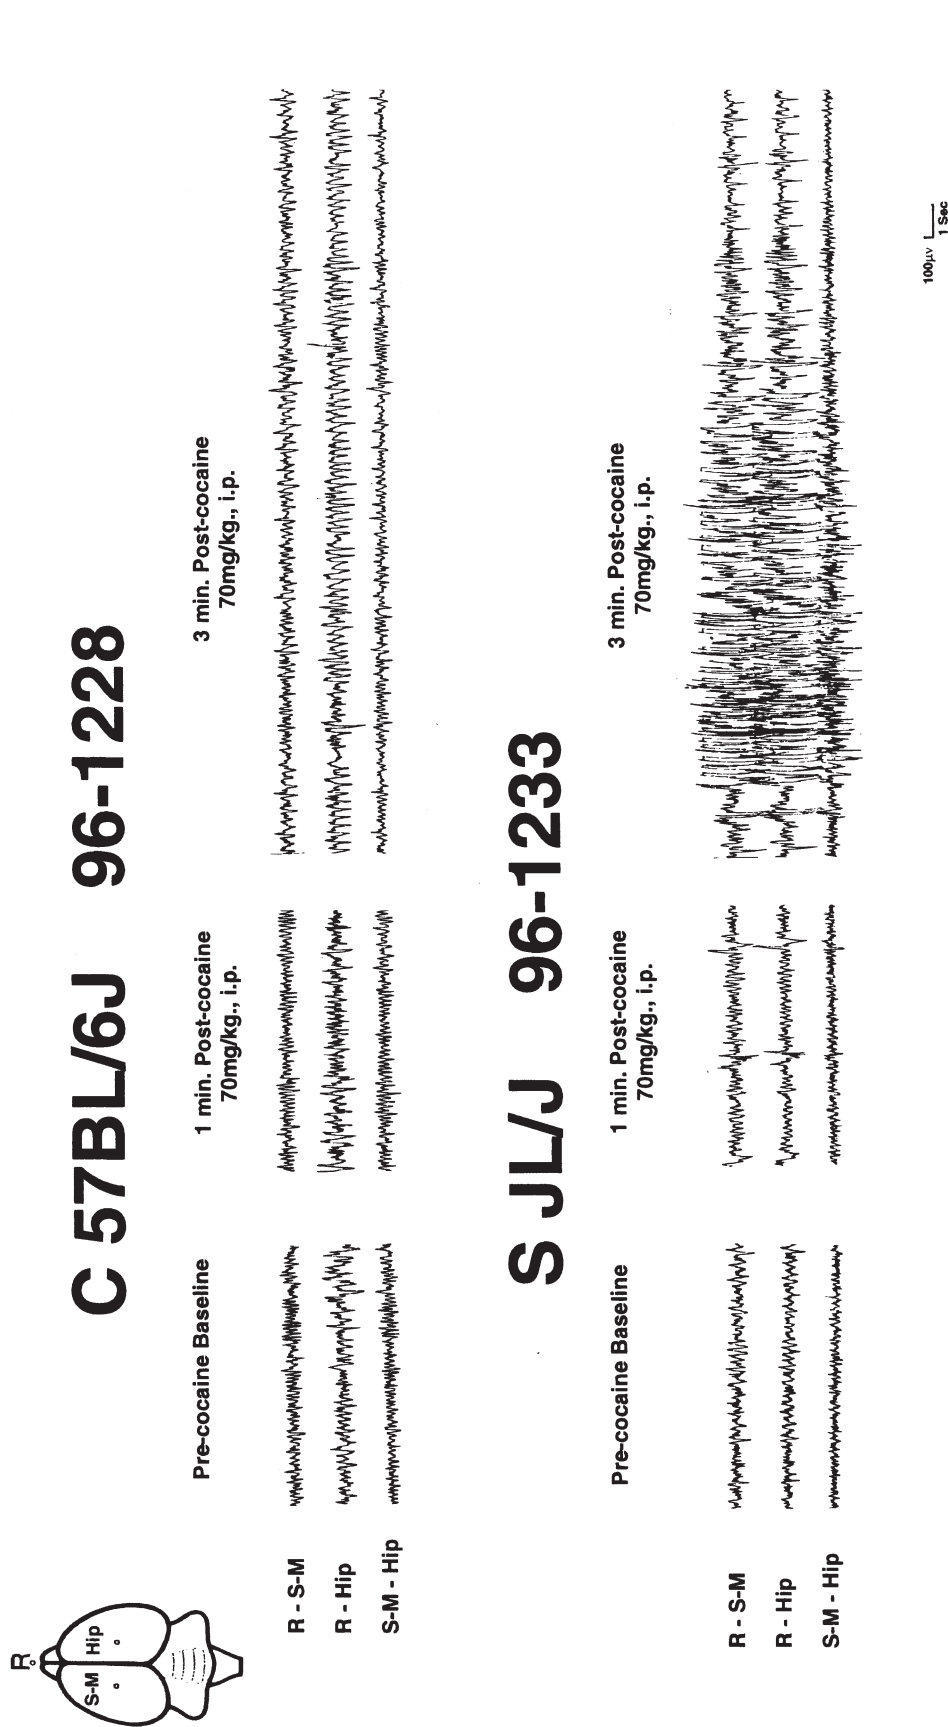 C 57BL/6J 96-1228
R
S-M
Hip
Pre-cocaine Baseline
1 min. Post-cocaine
70mg/kg., i.p.
3 min. Post-cocaine
70mg/kg., i.p.
R - S-M
R - Hip
S-M - Hip
S JL/J 96-1233
Pre-cocaine Baseline
1 min. Post-cocaine
70mg/kg., i.p.
3 min. Post-cocaine
70mg/kg., i.p.
R - S-M
R - Hip
S-M - Hip
100µv
1 Sec